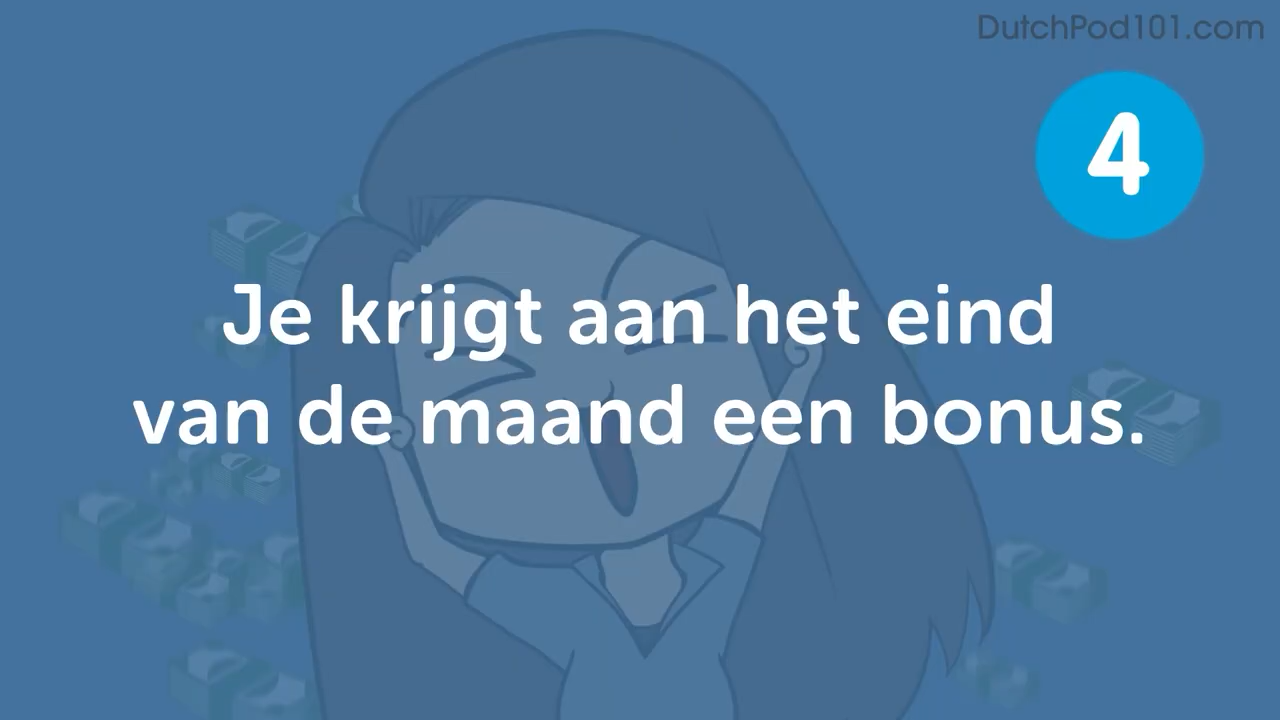 DutchPod101.com
4
Je krijgt aan het eind
van de maand een bonus.